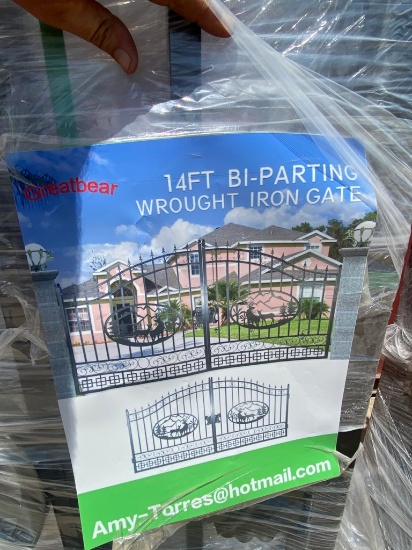 Greatbear
14FT BI-PARTING
WROUGHT IRON GATE
Amy-Torres@hotmail.com